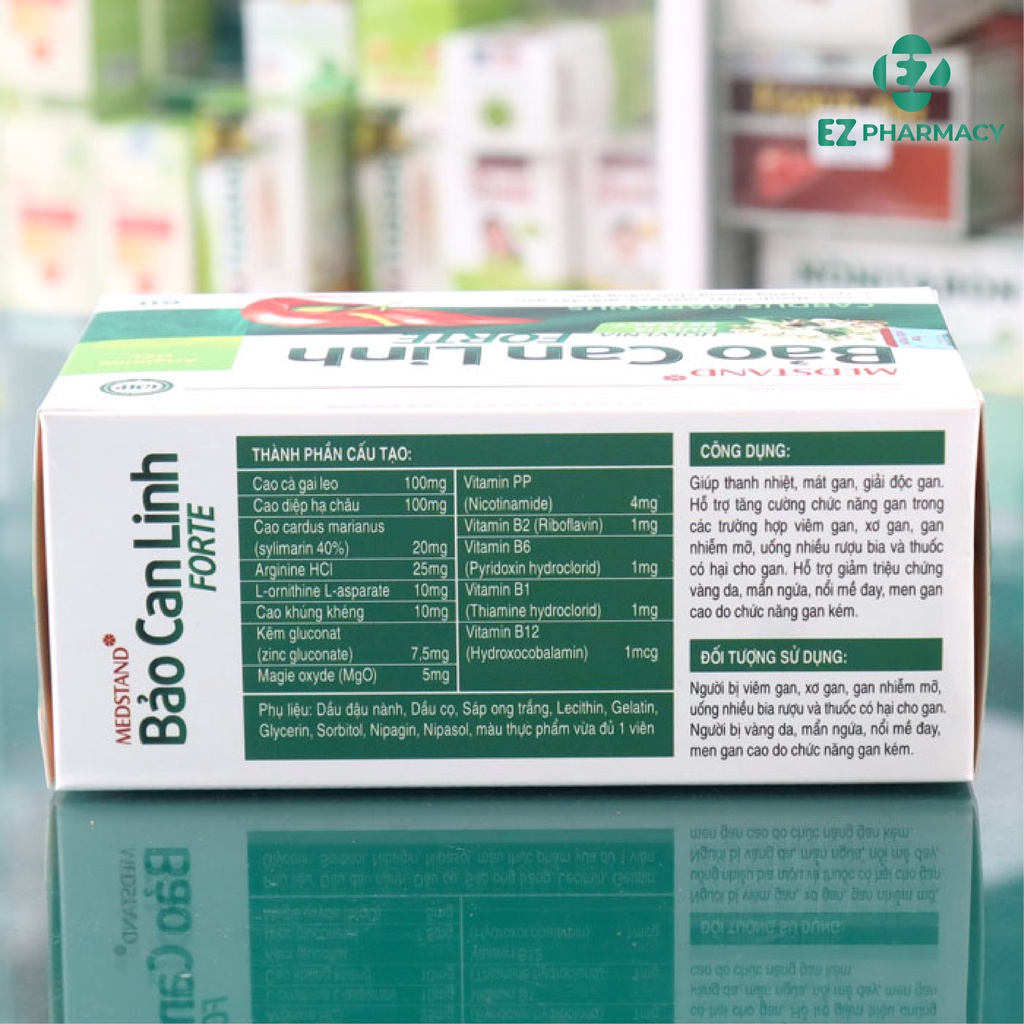 EZ
EZ PHARMACY
MEDSTAND
Bảo Can Linh
FORTE
GMP
MEDSTAND
Bảo Can Linh
FORTE
THÀNH PHẦN CẤU TẠO:
Cao cà gai leo 100mg
Cao diệp hạ châu 100mg
Cao cardus marianus
(sylimarin 40%) 20mg
Arginine HCl 25mg
L-ornithine L-asparate 10mg
Cao khúng khéng 10mg
Kẽm gluconat
(zinc gluconate) 7,5mg
Magie oxyde (MgO) 5mg
Vitamin PP
(Nicotinamide) 4mg
Vitamin B2 (Riboflavin) 1mg
Vitamin B6
(Pyridoxin hydroclorid) 1mg
Vitamin B1
(Thiamine hydroclorid) 1mg
Vitamin B12
(Hydroxocobalamin) 1mcg
Phụ liệu: Dầu đậu nành, Dầu cọ, Sáp ong trắng, Lecithin, Gelatin,
Glycerin, Sorbitol, Nipagin, Nipasol, màu thực phẩm vừa đủ 1 viên
CÔNG DỤNG:
Giúp thanh nhiệt, mát gan, giải độc gan.
Hỗ trợ tăng cường chức năng gan trong
các trường hợp viêm gan, xơ gan, gan
nhiễm mỡ, uống nhiều rượu bia và thuốc
có hại cho gan. Hỗ trợ giảm triệu chứng
vàng da, mẩn ngứa, nổi mề đay, men gan
cao do chức năng gan kém.
ĐỐI TƯỢNG SỬ DỤNG:
Người bị viêm gan, xơ gan, gan nhiễm mỡ,
uống nhiều bia rượu và thuốc có hại cho gan.
Người bị vàng da, mẩn ngứa, nổi mề đay,
men gan cao do chức năng gan kém.